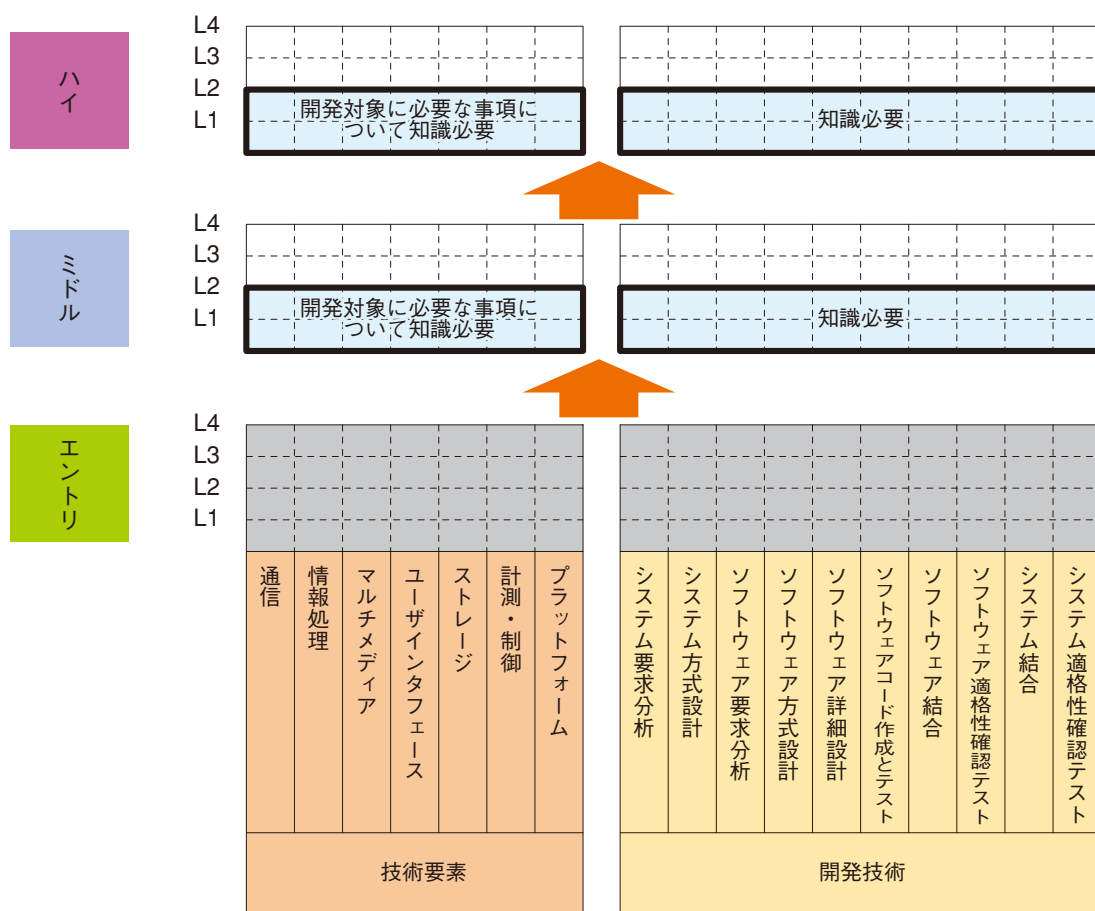 ハイ
L4
L3
L2
L1
開発対象に必要な事項に
ついて知識必要
知識必要
ミドル
L4
L3
L2
L1
開発対象に必要な事項に
ついて知識必要
知識必要
エントリ
L4
L3
L2
L1
通信
情報処理
マルチメディア
ユーザインタフェース
ストレージ
計測・制御
プラットフォーム
システム要求分析
システム方式設計
ソフトウェア要求分析
ソフトウェア方式設計
ソフトウェア詳細設計
ソフトウェアコード作成とテスト
ソフトウェア結合
ソフトウェア適格性確認テスト
システム結合
システム適格性確認テスト
技術要素
開発技術